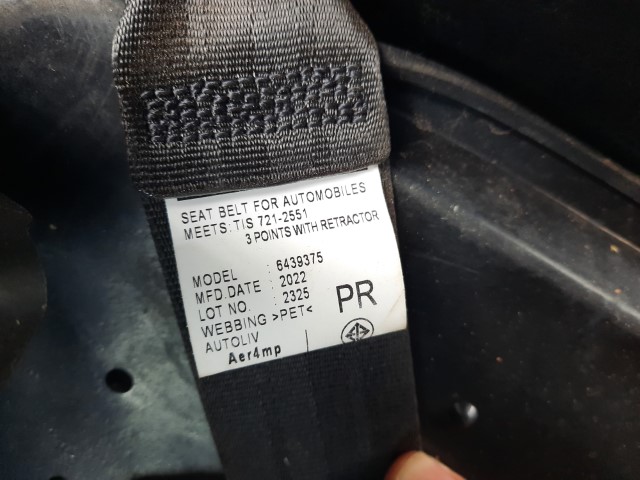 SEAT BELT FOR AUTOMOBILES
MEETS: TIS 721-2551
3 POINTS WITH RETRACTOR
MODEL : 6439375
MFD.DATE : 2022
LOT NO. : 2325
WEBBING >PET<
PR
AUTOLIV
Aer4mp